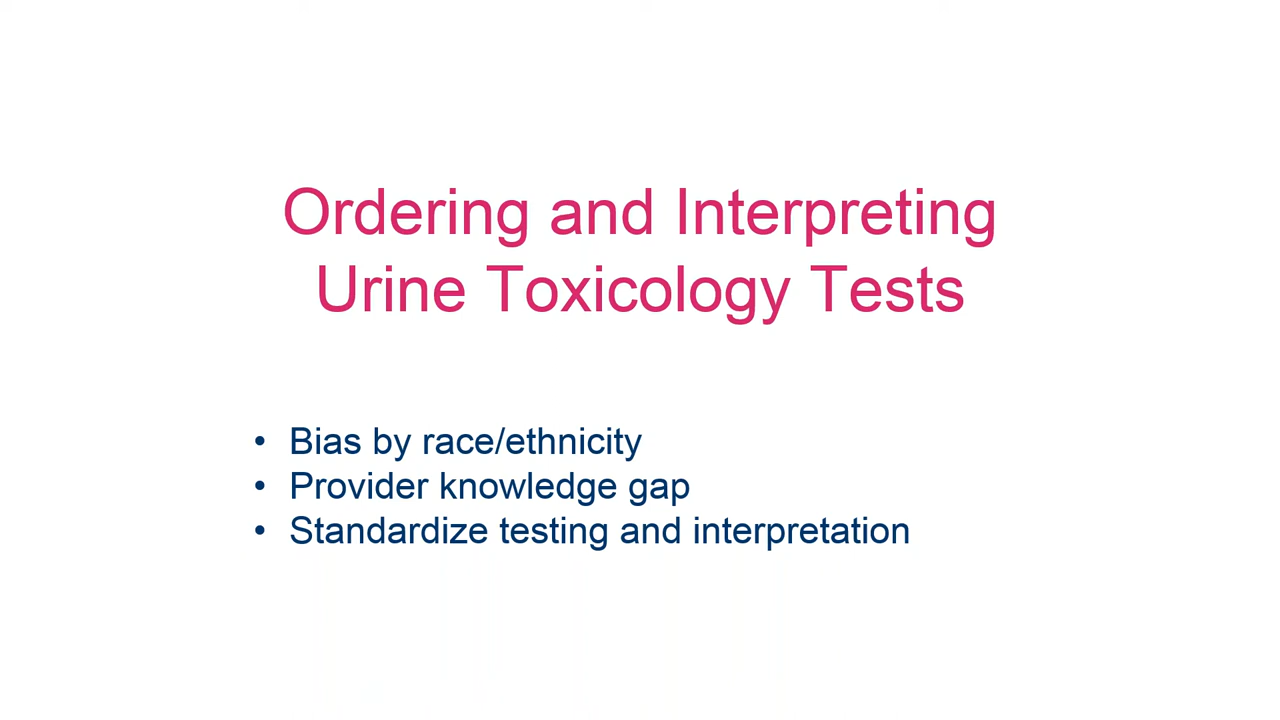 Ordering and Interpreting
Urine Toxicology Tests
• Bias by race/ethnicity
• Provider knowledge gap
• Standardize testing and interpretation